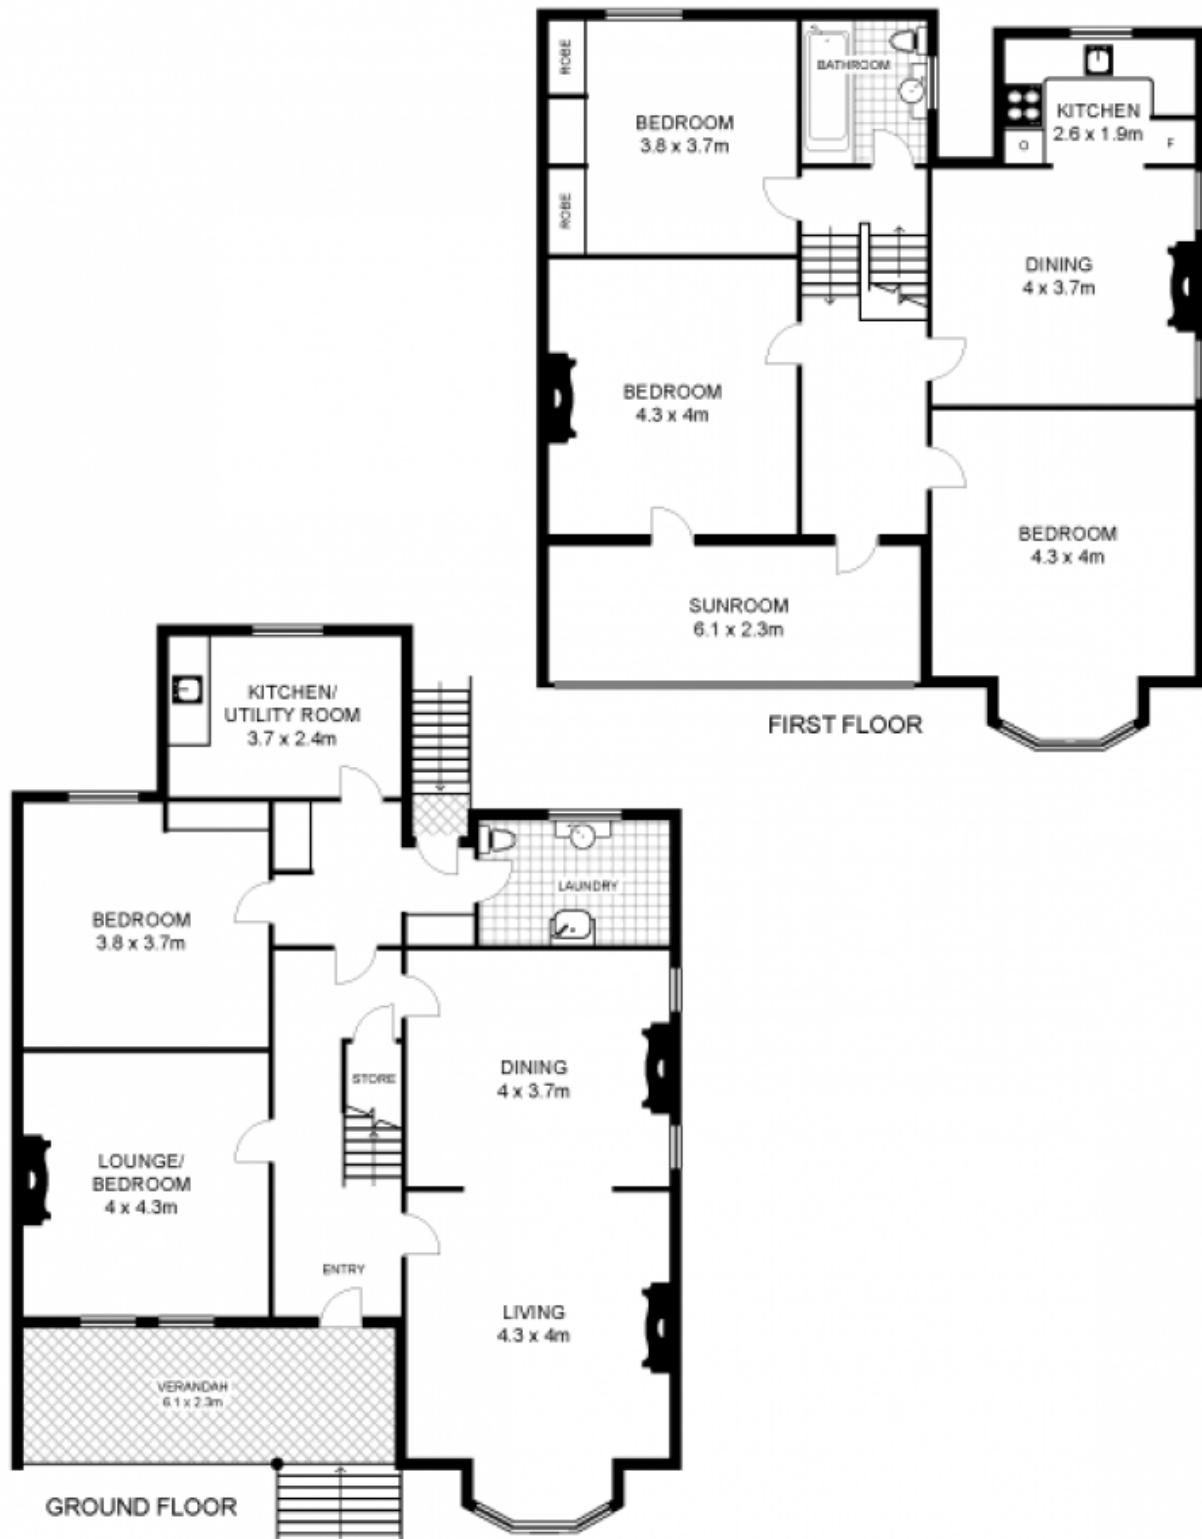 ROBE
BATHROOM
BEDROOM
3.8 x 3.7m
ROBE
KITCHEN
2.6 x 1.9m
O
F
DINING
4 x 3.7m
BEDROOM
4.3 x 4m
BEDROOM
4.3 x 4m
SUNROOM
6.1 x 2.3m
FIRST FLOOR
KITCHEN/
UTILITY ROOM
3.7 x 2.4m
LAUNDRY
BEDROOM
3.8 x 3.7m
DINING
4 x 3.7m
STORE
LOUNGE/
BEDROOM
4 x 4.3m
ENTRY
LIVING
4.3 x 4m
VERANDAH
6.1 x 2.3m
GROUND FLOOR